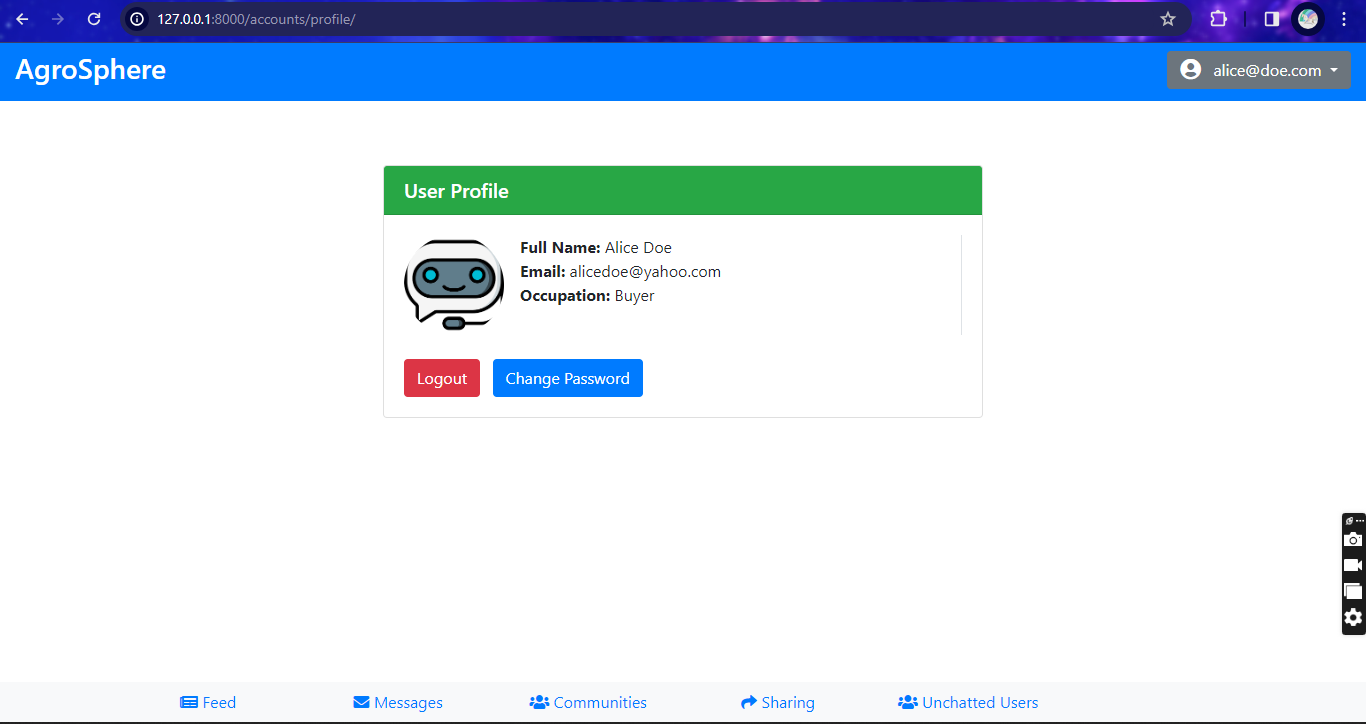 127.0.0.1:8000/accounts/profile/
AgroSphere
alice@doe.com
User Profile
Full Name: Alice Doe
Email: alicedoe@yahoo.com
Occupation: Buyer
Logout Change Password
Feed Messages Communities Sharing Unchatted Users